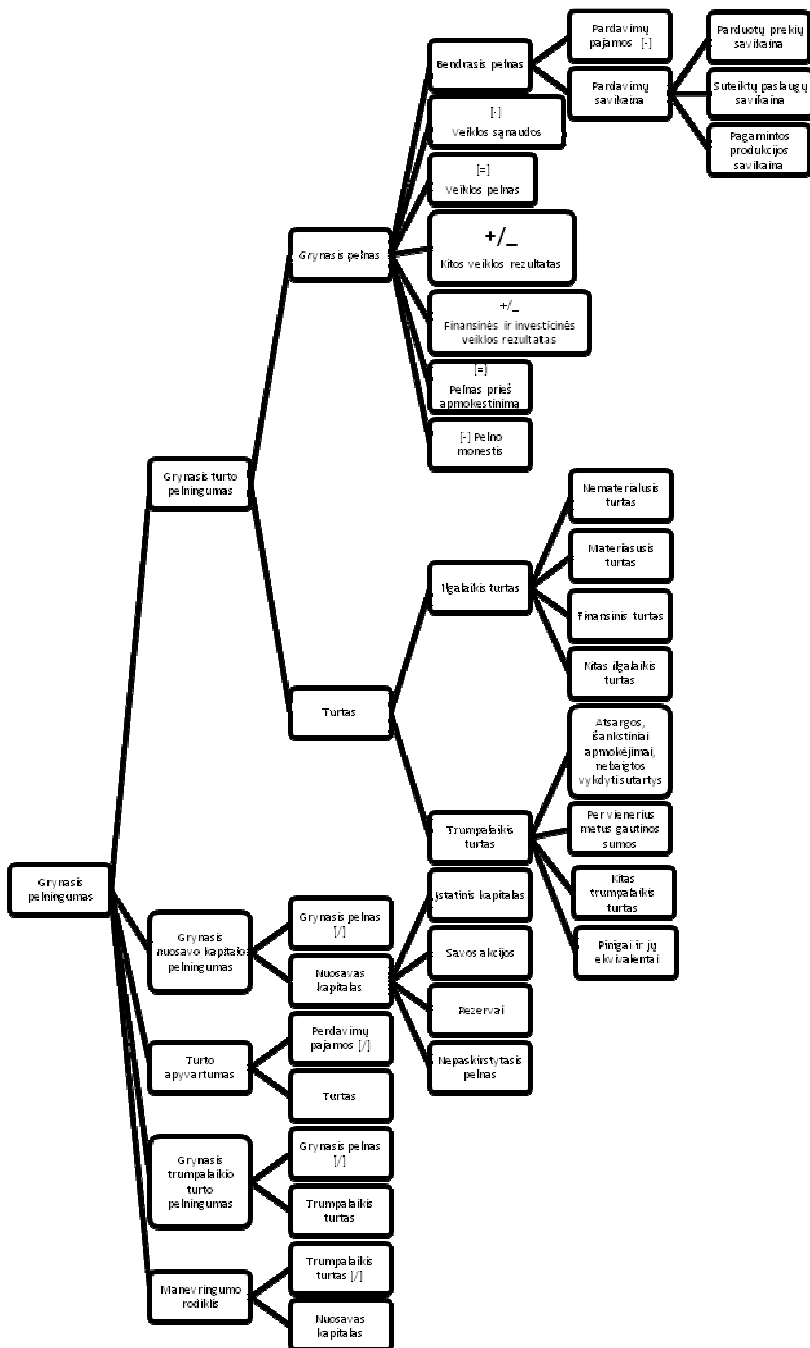 Pardavimų
pajamos [-]
Parduotų prekių
savikaina
Bendrasis pelnas
Pardavimų
savikaina
Suteiktų paslaugų
savikaina
Pagamintos
produkcijos
savikaina
[-]
Veiklos sąnaudos
[=]
Veiklos pelnas
Grynasis pelnas
+/_
Kitos veiklos rezultatas
+/_
Finansinės ir investicinės
veiklos rezultatas
[=]
Pelnas prieš
apmokestinimą
[-] Pelno
monestis
Grynasis turto
pelningumas
Nematerialusis
turtas
Materiasusis
turtas
Ilgalaikis turtas
Finansinis turtas
Kitas ilgalaikis
turtas
Turtas
Atsargos,
išankstiniai
apmokėjimai,
nebaigtos
vykdyti sutartys
Trumpalaikis
turtas
Per vienerius
metus gautinos
sumos
Kitas
trumpalaikis
turtas
Pinigai ir jų
ekvivalentai
Grynasis
pelningumas
Grynasis
nuosavo kapitalo
pelningumas
Grynasis pelnas
[/]
Nuosavas
kapitalas
Įstatinis kapitalas
Savos akcijos
Rezervai
Nepaskirstytasis
pelnas
Turto
apyvartumas
Perdavimų
pajamos [/]
Turtas
Grynasis
trumpalaikio
turto
pelningumas
Grynasis pelnas
[/]
Trumpalaikis
turtas
Manevringumo
rodiklis
Trumpalaikis
turtas [/]
Nuosavas
kapitalas